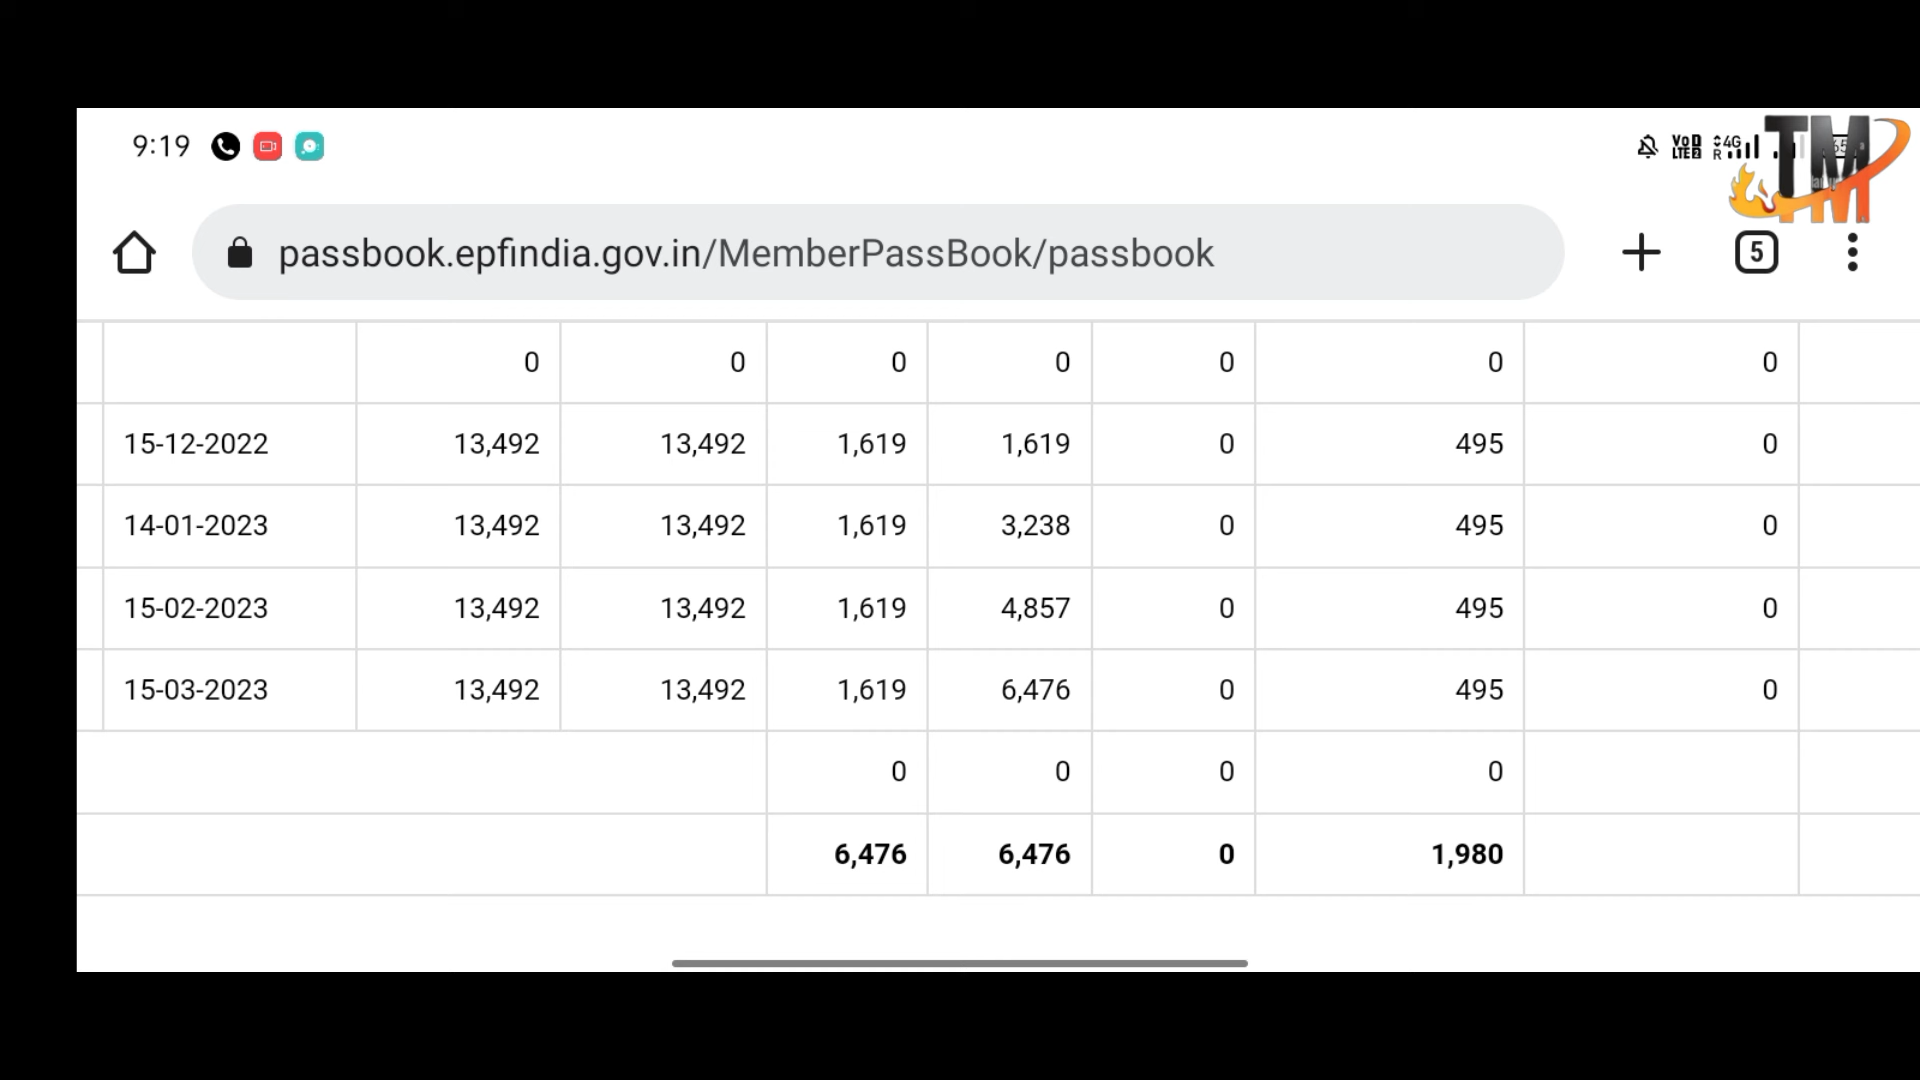 9:19 VoD LTE2 4G R
TM
passbook.epfindia.gov.in/MemberPassBook/passbook 5
0 0 0 0 0 0 0
15-12-2022 13,492 13,492 1,619 1,619 0 495 0
14-01-2023 13,492 13,492 1,619 3,238 0 495 0
15-02-2023 13,492 13,492 1,619 4,857 0 495 0
15-03-2023 13,492 13,492 1,619 6,476 0 495 0
0 0 0 0
6,476 6,476 0 1,980